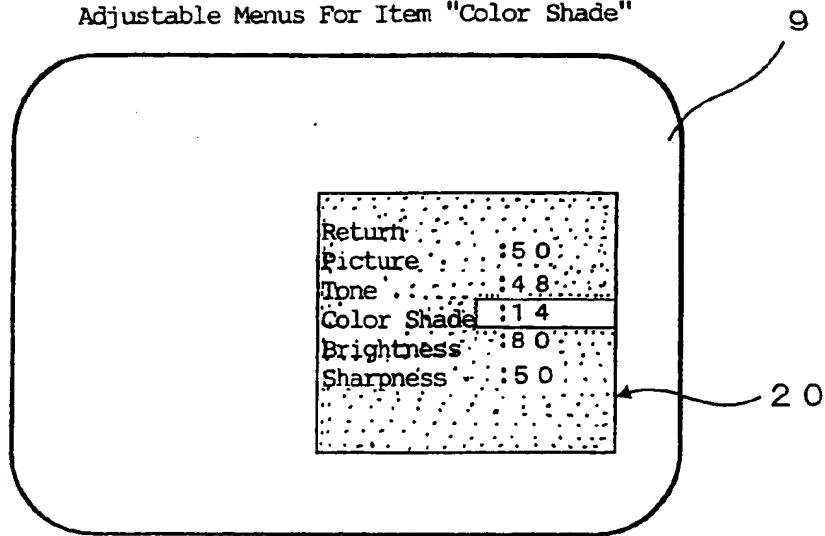 Adjustable Menus For Item "Color Shade"
9
Return
Picture :50
Tone :48
Color Shade :14
Brightness :80
Sharpness :50
20